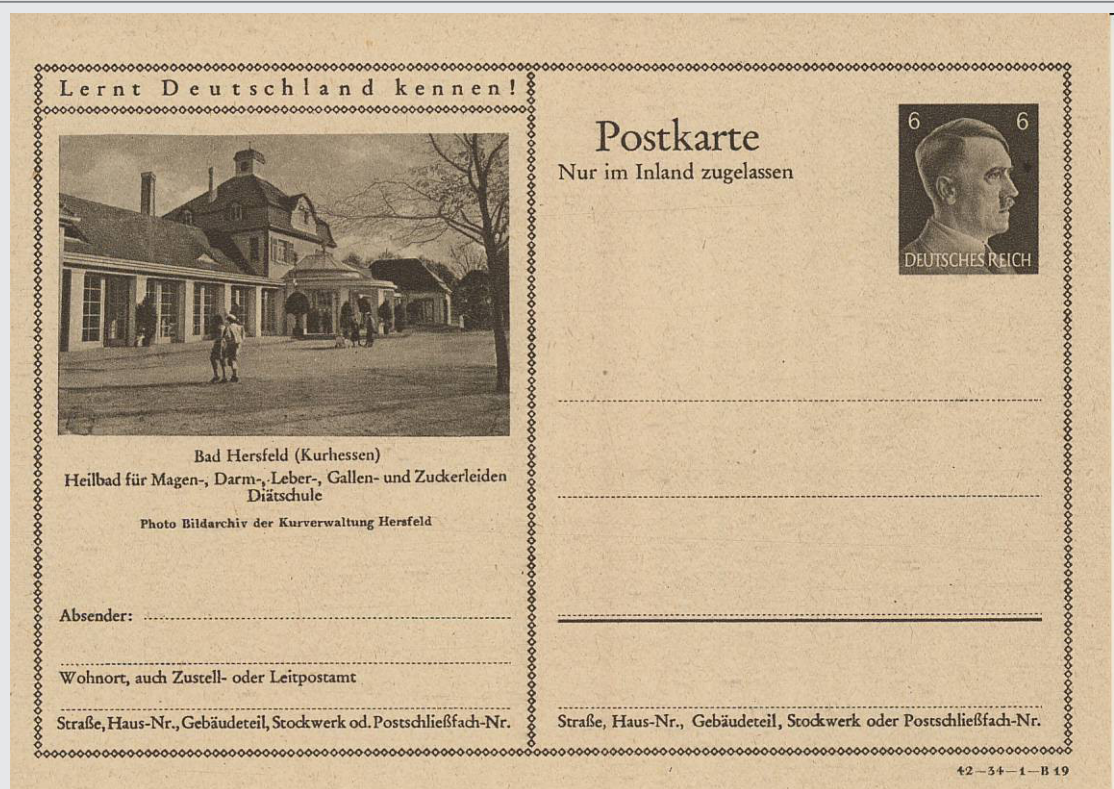 Lernt Deutschland kennen!
Bad Hersfeld (Kurhessen)
Heilbad für Magen-, Darm-, Leber-, Gallen- und Zuckerleiden
Diätschule
Photo Bildarchiv der Kurverwaltung Hersfeld
Absender:
Wohnort, auch Zustell- oder Leitpostamt
Straße, Haus-Nr., Gebäudeteil, Stockwerk od. Postschließfach-Nr.
Postkarte
Nur im Inland zugelassen
6 6
DEUTSCHES REICH
Straße, Haus-Nr., Gebäudeteil, Stockwerk oder Postschließfach-Nr.
42—34—1—B 19